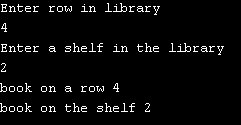 Enter row in library
4
Enter a shelf in the library
2
book on a row 4
book on the shelf 2